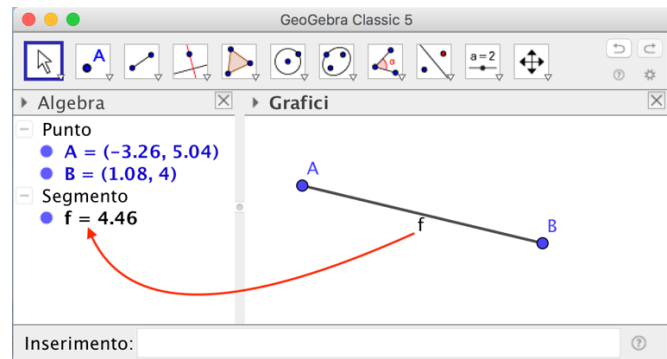 GeoGebra Classic 5
A
α
a=2
Algebra
Grafici
Punto
A = (-3.26, 5.04)
B = (1.08, 4)
Segmento
f = 4.46
A
f
B
Inserimento: